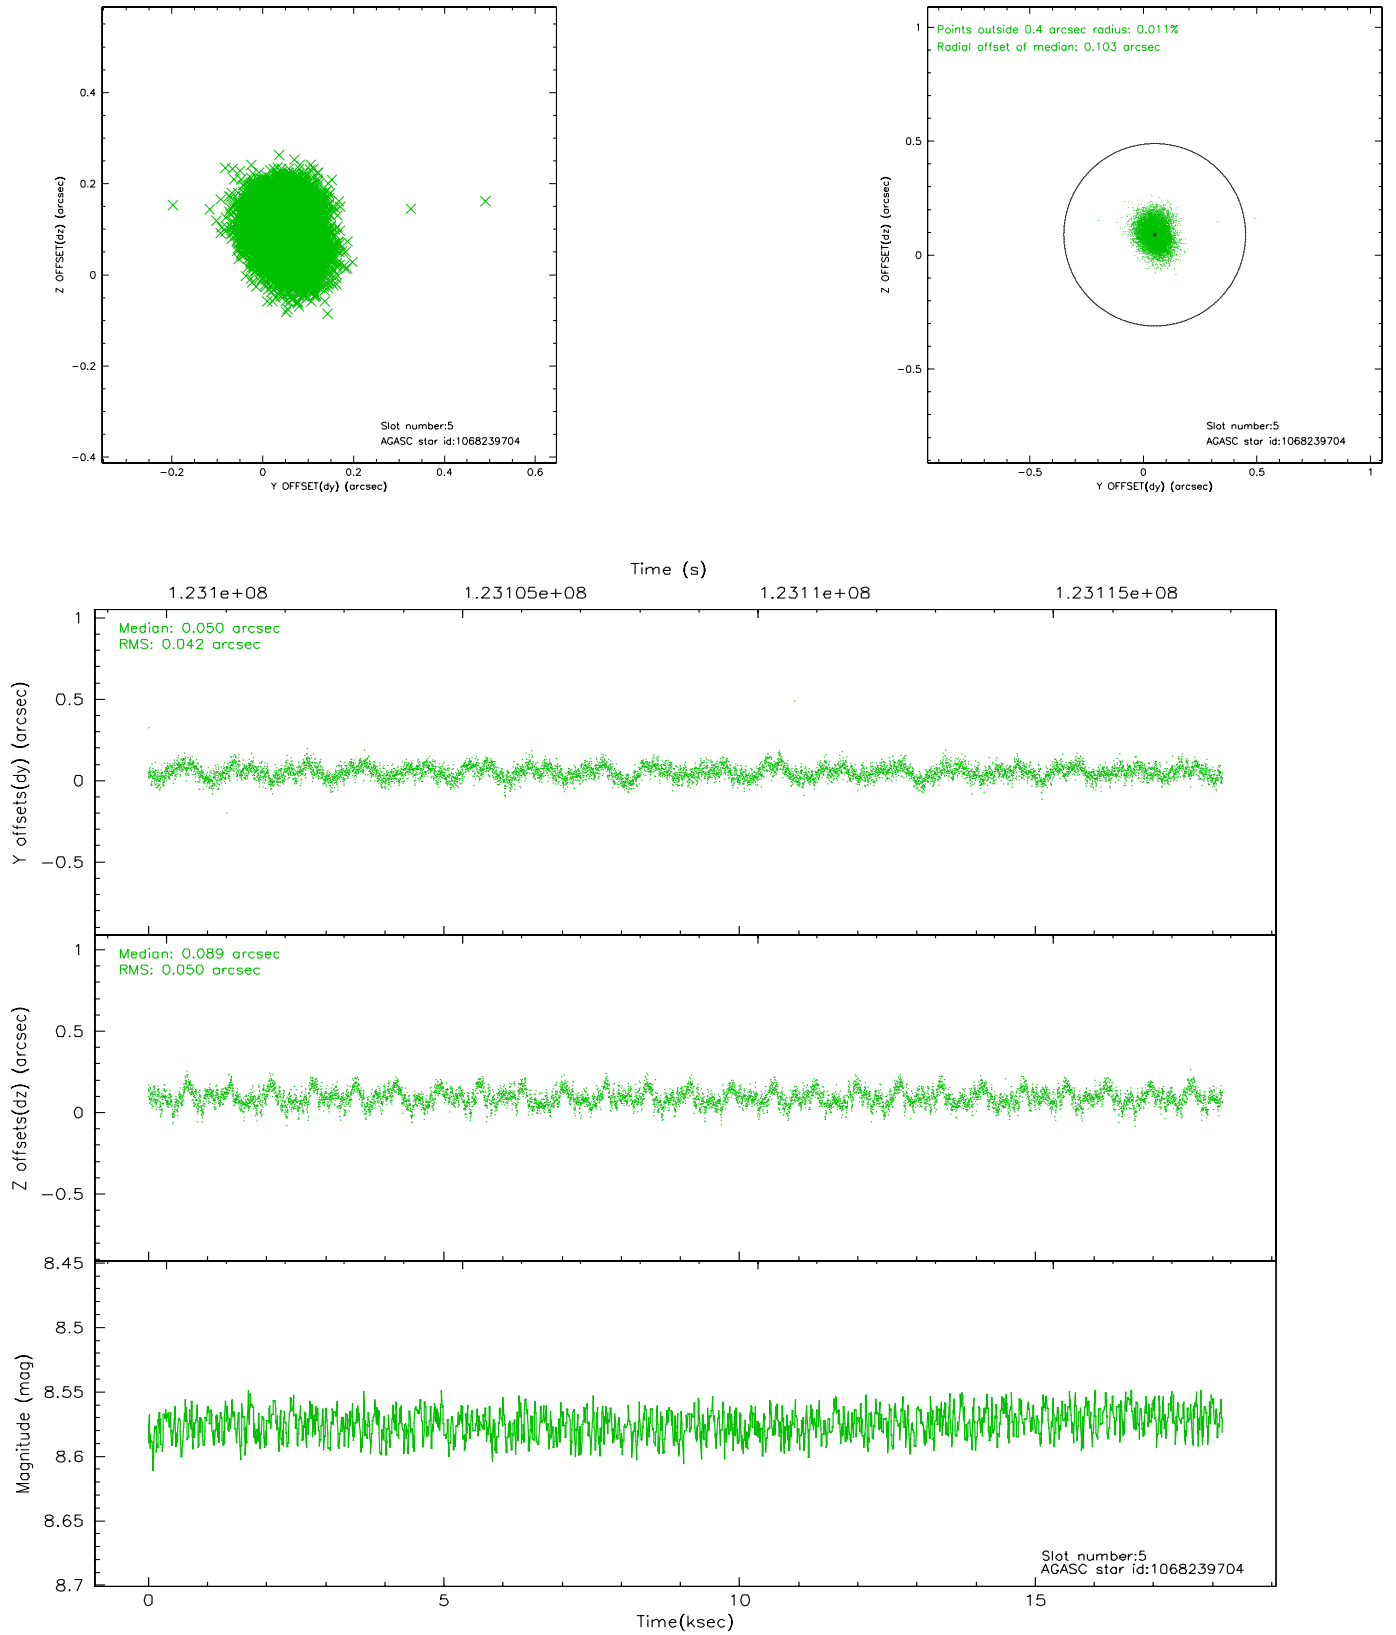 0.4
0.2
0
−0.2
−0.4
Z OFFSET(dz) (arcsec)
Slot number:5
AGASC star id:1068239704
−0.2 0 0.2 0.4 0.6
Y OFFSET(dy) (arcsec)
Points outside 0.4 arcsec radius: 0.011%
Radial offset of median: 0.103 arcsec
1
0.5
0
−0.5
Z OFFSET(dz) (arcsec)
Slot number:5
AGASC star id:1068239704
−0.5 0 0.5 1
Y OFFSET(dy) (arcsec)
Time (s)
1.231e+08 1.23105e+08 1.2311e+08 1.23115e+08
Median: 0.050 arcsec
RMS: 0.042 arcsec
1
0.5
0
−0.5
Y offsets(dy) (arcsec)
Median: 0.089 arcsec
RMS: 0.050 arcsec
1
0.5
0
−0.5
Z offsets(dz) (arcsec)
8.45
8.5
8.55
8.6
8.65
8.7
Magnitude (mag)
Slot number:5
AGASC star id:1068239704
0 5 10 15
Time(ksec)